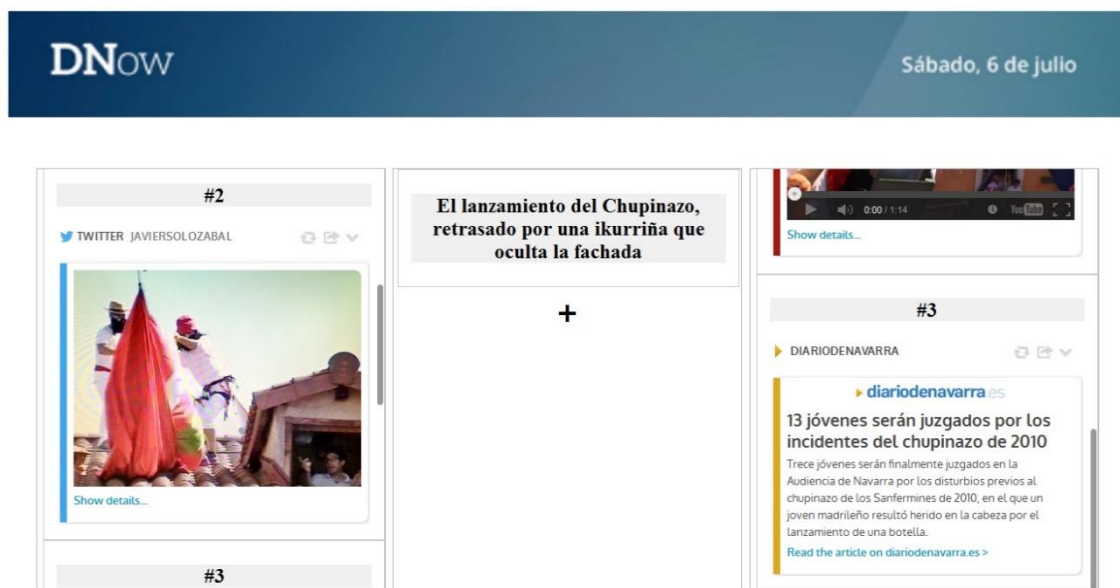 DNow
Sábado, 6 de julio
#2
TWITTER JAVIERSOLOZABAL
Show details...
#3
El lanzamiento del Chupinazo,
retrasado por una ikurriña que
oculta la fachada
+
0:00 / 1:14
YouTube
Show details...
#3
DIARIODENAVARRA
diariodenavarra.es
13 jóvenes serán juzgados por los
incidentes del chupinazo de 2010
Trece jóvenes serán finalmente juzgados en la
Audiencia de Navarra por los disturbios previos al
chupinazo de los Sanfermines de 2010, en el que un
joven madrileño resultó herido en la cabeza por el
lanzamiento de una botella.
Read the article on diariodenavarra.es >